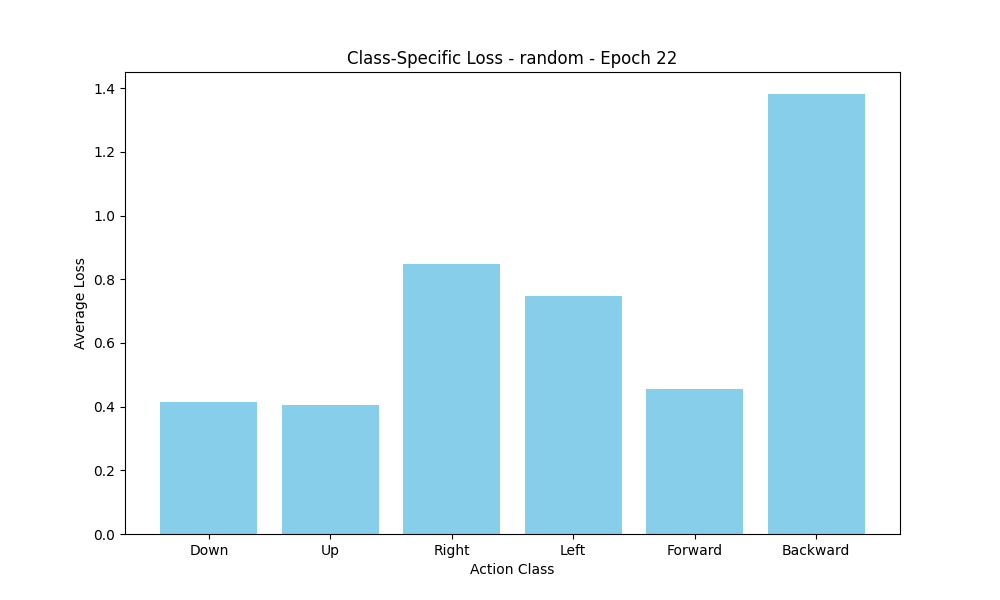 Class-Specific Loss - random - Epoch 22
Average Loss
1.4
1.2
1.0
0.8
0.6
0.4
0.2
0.0
Down Up Right Left Forward Backward
Action Class